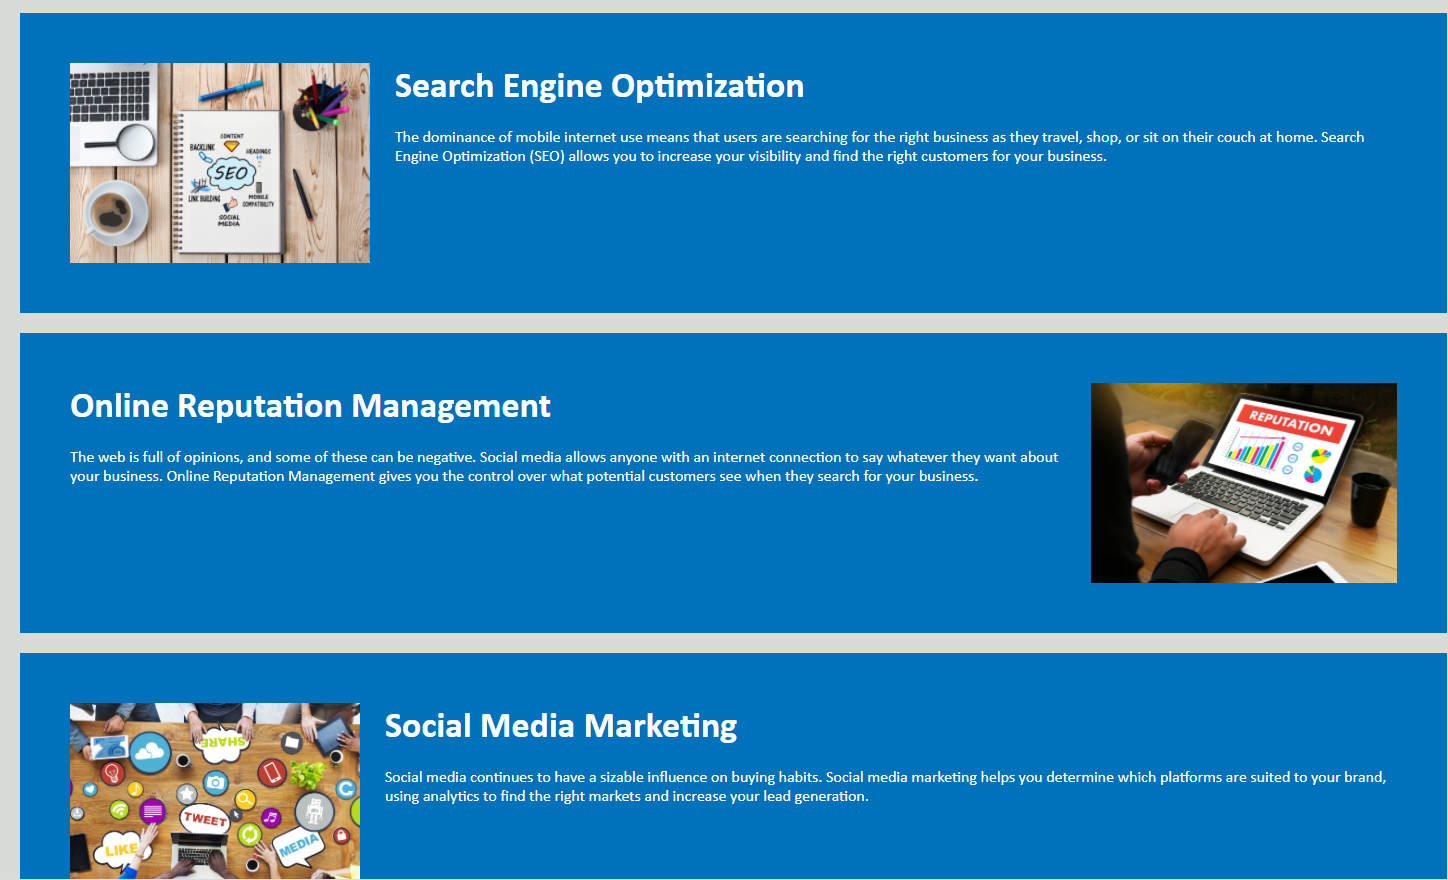 Search Engine Optimization
The dominance of mobile internet use means that users are searching for the right business as they travel, shop, or sit on their couch at home. Search
Engine Optimization (SEO) allows you to increase your visibility and find the right customers for your business.
CONTENT
BACKLINK
HEADINGS
SEO
LINK BUILDING
MOBILE
COMPATIBILITY
SOCIAL
MEDIA
Online Reputation Management
The web is full of opinions, and some of these can be negative. Social media allows anyone with an internet connection to say whatever they want about
your business. Online Reputation Management gives you the control over what potential customers see when they search for your business.
REPUTATION
Social Media Marketing
Social media continues to have a sizable influence on buying habits. Social media marketing helps you determine which platforms are suited to your brand,
using analytics to find the right markets and increase your lead generation.
SHARE
TWEET
LIKE
MEDIA